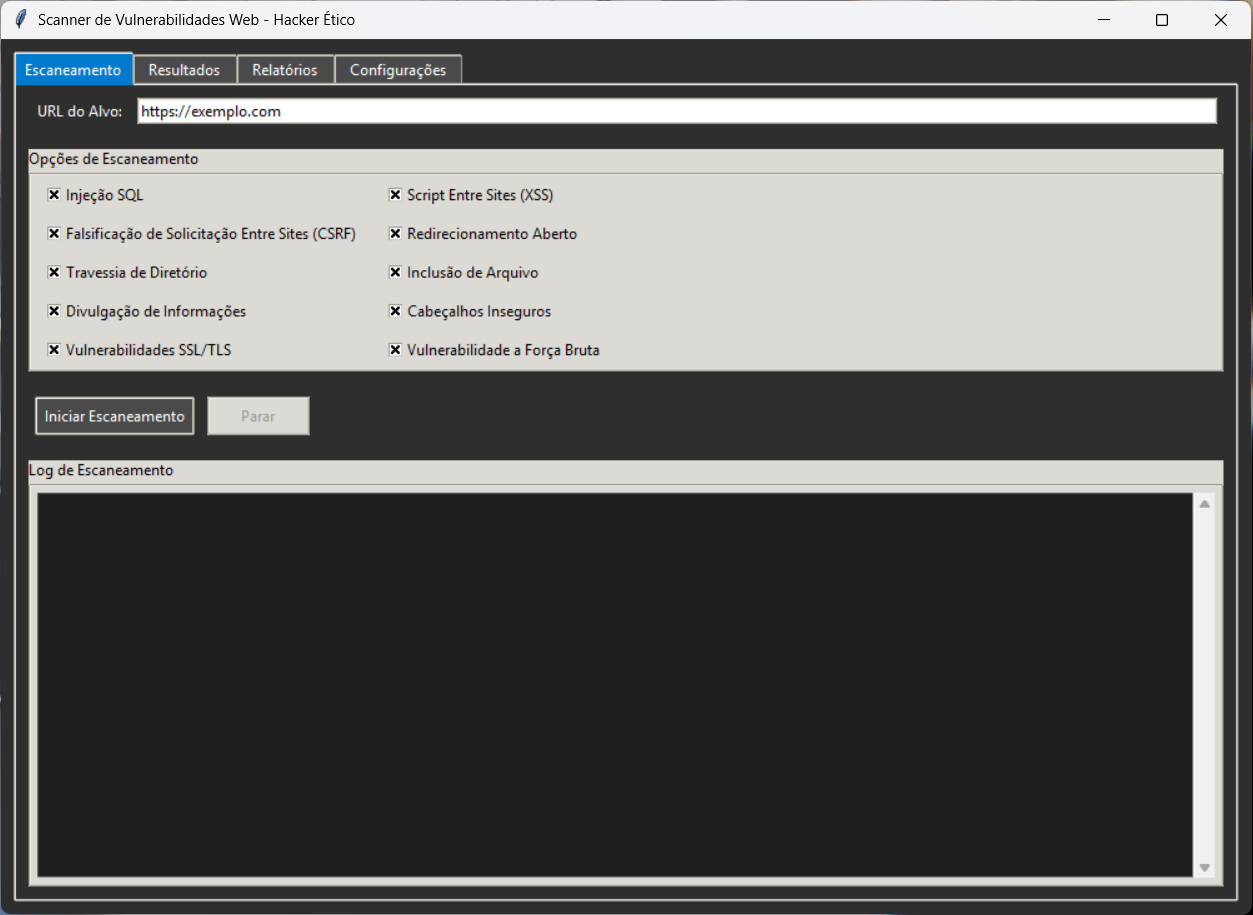 Scanner de Vulnerabilidades Web - Hacker Ético
Escaneamento Resultados Relatórios Configurações
URL do Alvo: https://exemplo.com
Opções de Escaneamento
Injeção SQL Script Entre Sites (XSS)
Falsificação de Solicitação Entre Sites (CSRF) Redirecionamento Aberto
Travessia de Diretório Inclusão de Arquivo
Divulgação de Informações Cabeçalhos Inseguros
Vulnerabilidades SSL/TLS Vulnerabilidade a Força Bruta
Iniciar Escaneamento Parar
Log de Escaneamento